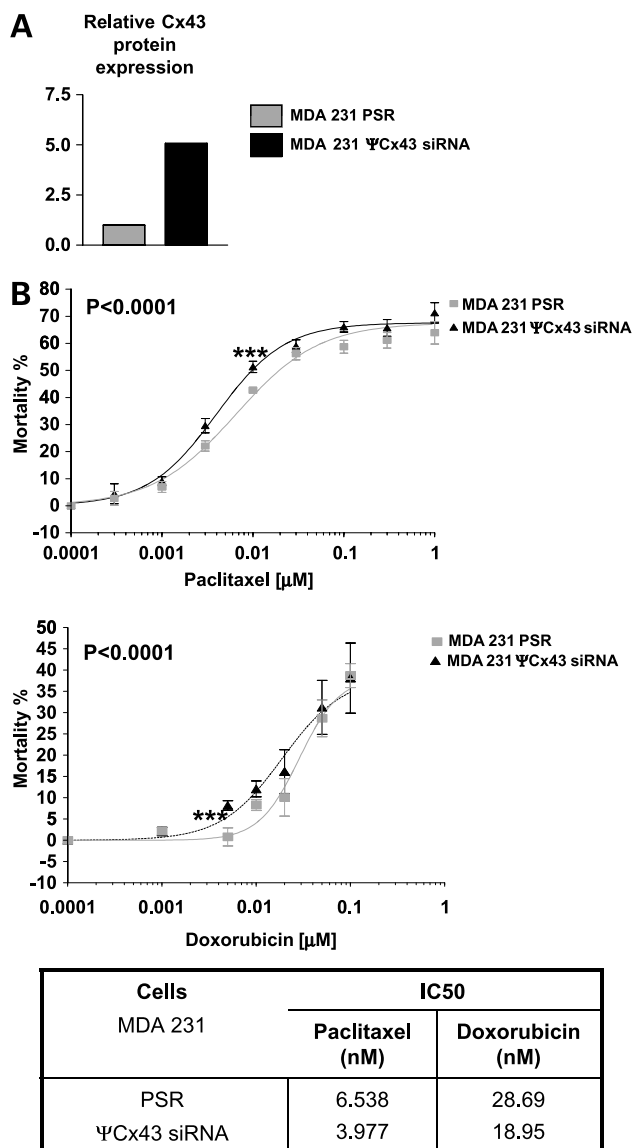 A
Relative Cx43
protein
expression
7.5
5.0
2.5
0.0
MDA 231 PSR
MDA 231 ΨCx43 siRNA
B
P<0.0001
***
MDA 231 PSR
MDA 231 ΨCx43 siRNA
Mortality %
80
70
60
50
40
30
20
10
0
-10
0.0001
0.001
0.01
0.1
1
Paclitaxel [µM]
P<0.0001
***
MDA 231 PSR
MDA 231 ΨCx43 siRNA
Mortality %
50
45
40
35
30
25
20
15
10
5
0
-5
-10
0.0001
0.001
0.01
0.1
1
Doxorubicin [µM]
Cells
IC50
MDA 231
Paclitaxel
(nM)
Doxorubicin
(nM)
PSR 6.538 28.69
ΨCx43 siRNA 3.977 18.95